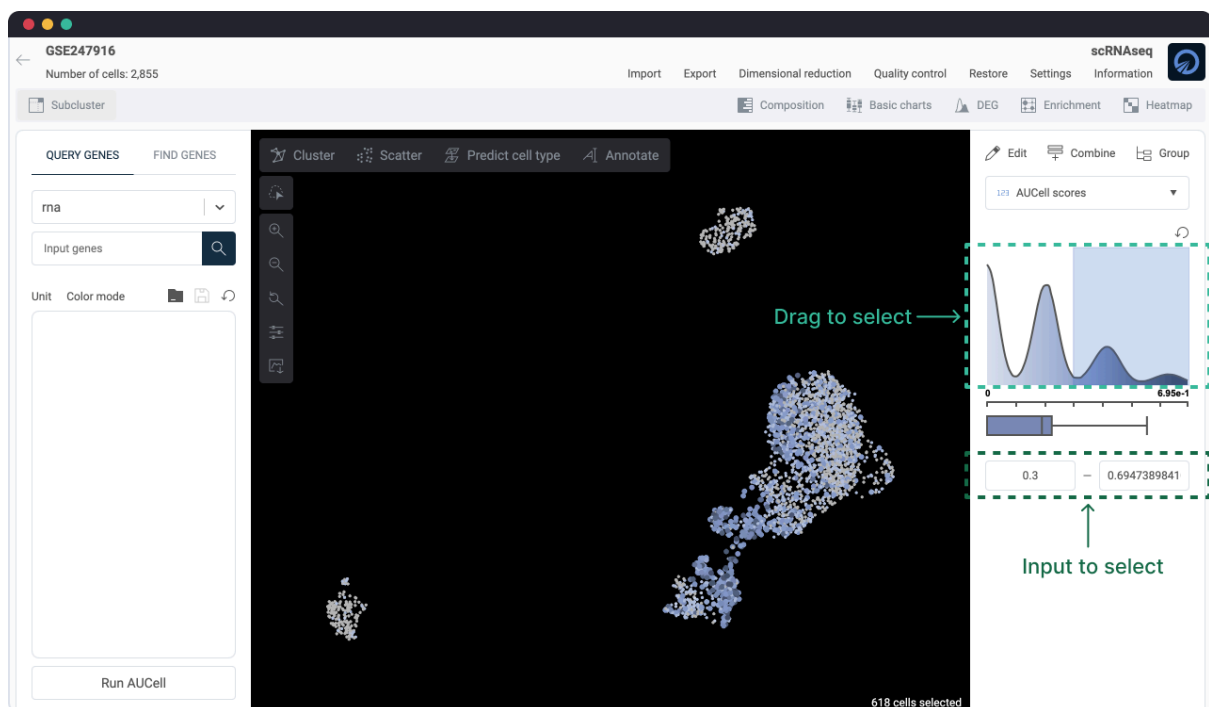 GSE247916
Number of cells: 2,855
scRNAseq
Import Export Dimensional reduction Quality control Restore Settings Information
Subcluster
Composition Basic charts DEG Enrichment Heatmap
QUERY GENES FIND GENES
Cluster Scatter Predict cell type Annotate
Edit Combine Group
rna
123 AUCell scores
Input genes
Unit Color mode
Drag to select
0 6.95e-1
0.3 – 0.6947389841
Input to select
Run AUCell
618 cells selected